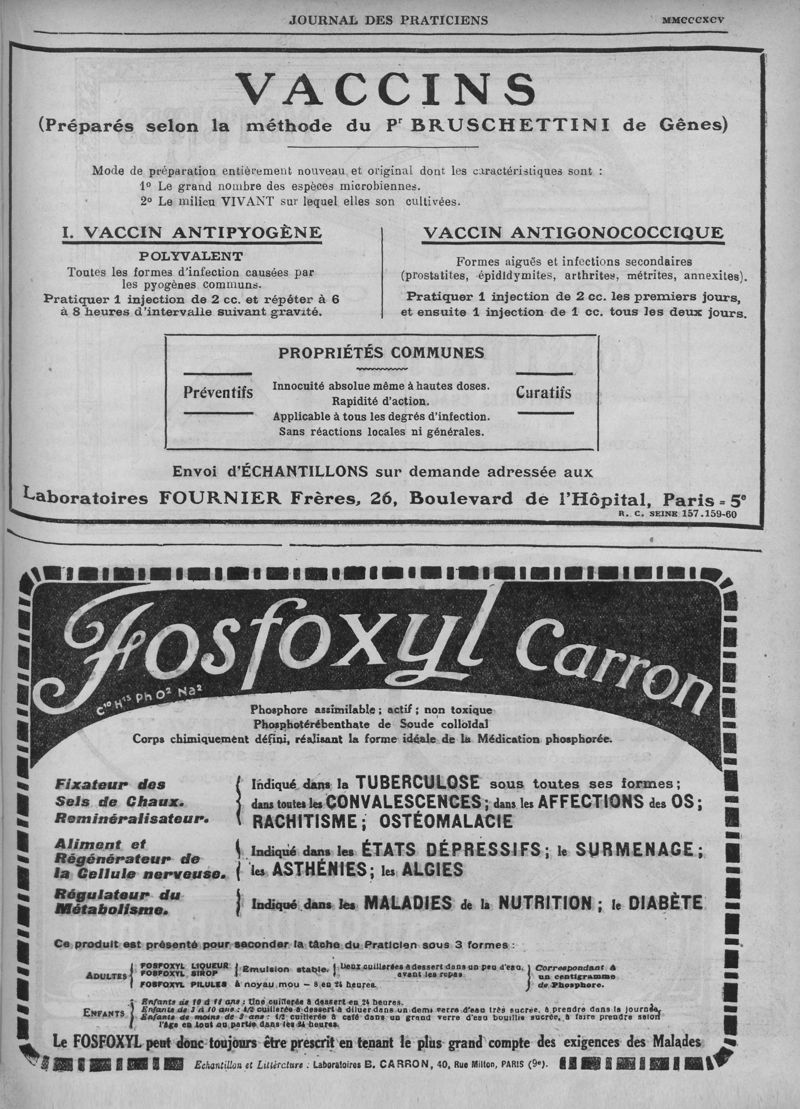 JOURNAL DES PRATICIENS
MMCCCXCV
VACCINS
(Préparés selon la méthode du Pr BRUSCHETTINI de Gênes)
Mode de préparation entièrement nouveau et original dont les caractéristiques sont :
1º Le grand nombre des espèces microbiennes.
2º Le milieu VIVANT sur lequel elles son cultivées.
I. VACCIN ANTIPYOGÈNE
POLYVALENT
Toutes les formes d'infection causées par
les pyogènes communs.
Pratiquer 1 injection de 2 cc. et répéter à 6
à 8 heures d'intervalle suivant gravité.
VACCIN ANTIGONOCOCCIQUE
Formes aiguës et infections secondaires
(prostatites, épididymites, arthrites, métrites, annexites).
Pratiquer 1 injection de 2 cc. les premiers jours,
et ensuite 1 injection de 1 cc. tous les deux jours.
PROPRIÉTÉS COMMUNES
Préventifs
Innocuité absolue même à hautes doses.
Rapidité d'action.
Applicable à tous les degrés d'infection.
Sans réactions locales ni générales.
Curatifs
Envoi d'ÉCHANTILLONS sur demande adressée aux
Laboratoires FOURNIER Frères, 26, Boulevard de l'Hôpital, Paris-5e
R. C. SEINE 157.159-60
Fosfoxyl Carron
C10 H15 Ph O2 Na2
Phosphore assimilable ; actif ; non toxique
Phosphotérébenthate de Soude colloïdal
Corps chimiquement défini, réalisant la forme idéale de la Médication phosphorée.
Fixateur des
Sels de Chaux.
Reminéralisateur.
Indiqué dans la TUBERCULOSE sous toutes ses formes ;
dans toutes les CONVALESCENCES ; dans les AFFECTIONS des OS ;
RACHITISME ; OSTÉOMALACIE
Aliment et
Régénérateur de
la Cellule nerveuse.
Indiqué dans les ÉTATS DÉPRESSIFS ; le SURMENAGE ;
les ASTHÉNIES ; les ALGIES
Régulateur du
Métabolisme.
Indiqué dans les MALADIES de la NUTRITION ; le DIABÈTE
Ce produit est présenté pour seconder la tâche du Praticien sous 3 formes :
ADULTES
FOSFOXYL LIQUEUR
FOSFOXYL SIROP
Emulsion stable.
Deux cuillerées à dessert dans un peu d'eau,
avant les repas
FOSFOXYL PILULES à noyau mou — 8 en 24 heures.
Correspondant à
un centigramme
de Phosphore.
ENFANTS
Enfants de 10 à 16 ans : Une cuillerée à dessert en 24 heures.
Enfants de 3 à 10 ans : 1/2 cuillerée à dessert à diluer dans un demi verre d'eau très sucrée, à prendre dans la journée.
Enfants de moins de 3 ans : 1/2 cuillerée à café dans un grand verre d'eau bouillie sucrée, à faire prendre selon
l'âge en tout ou partie dans les 24 heures.
Le FOSFOXYL peut donc toujours être prescrit en tenant le plus grand compte des exigences des Malades
Echantillon et Littérature : Laboratoires B. CARRON, 40, Rue Milton, PARIS (9e).